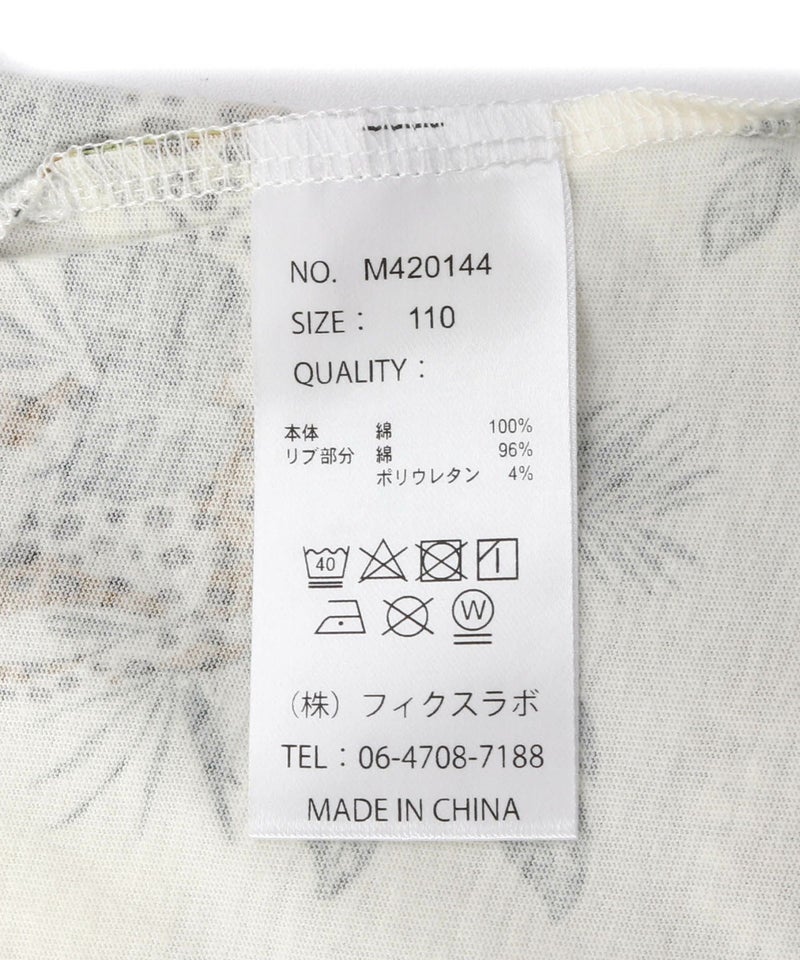 NO. M420144
SIZE： 110
QUALITY：
本体 綿 100%
リブ部分 綿 96%
ポリウレタン 4%
40
W
（株）フィクスラボ
TEL：06-4708-7188
MADE IN CHINA